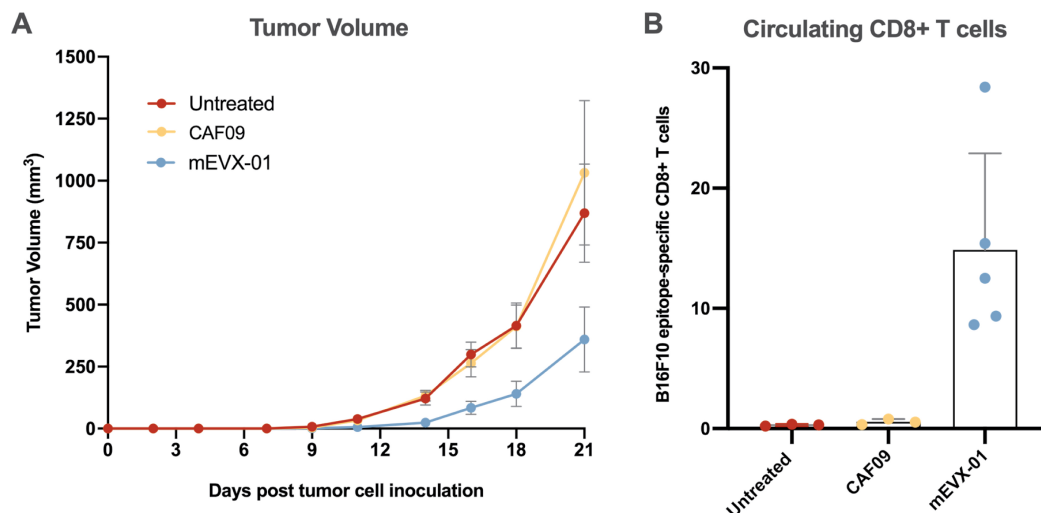 A
Tumor Volume
1500
1250
1000
750
500
250
0
Tumor Volume (mm³)
Untreated
CAF09
mEVX-01
0 3 6 9 12 15 18 21
Days post tumor cell inoculation
B
Circulating CD8+ T cells
30
20
10
0
B16F10 epitope-specific CD8+ T cells
Untreated
CAF09
mEVX-01